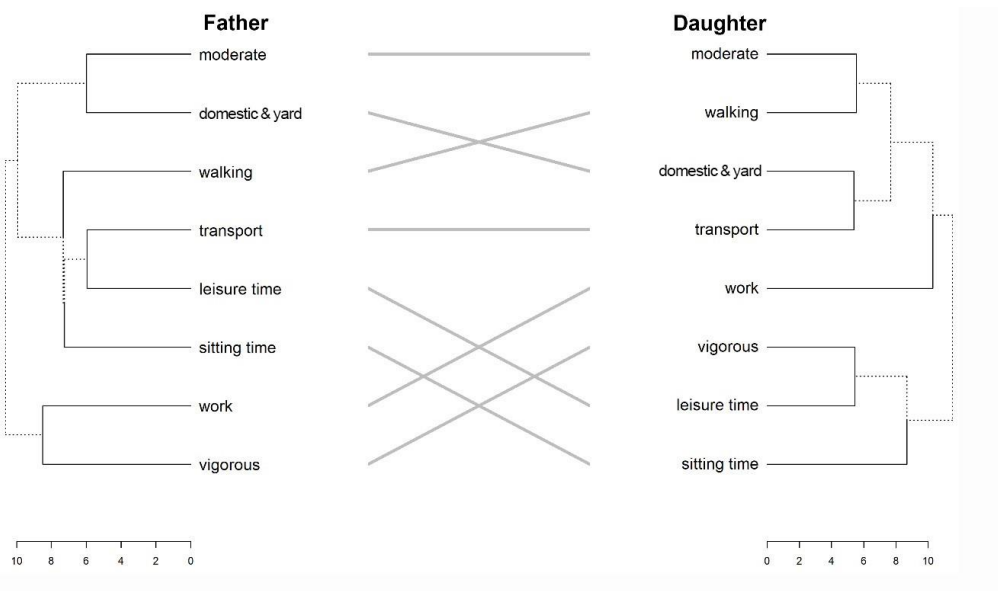 Father
Daughter
moderate
moderate
domestic & yard
walking
walking
domestic & yard
transport
transport
leisure time
work
sitting time
vigorous
work
leisure time
vigorous
sitting time
10 8 6 4 2 0
0 2 4 6 8 10